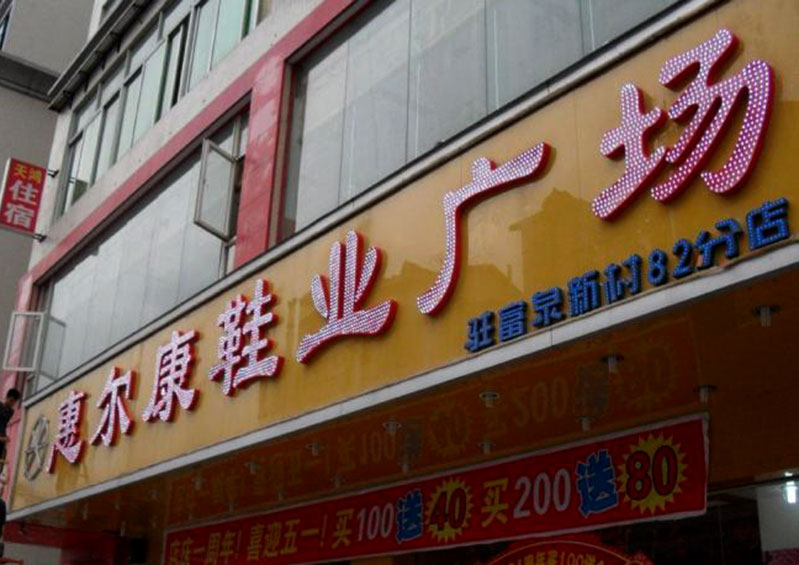 天鸿
住宿
惠尔康鞋业广场
驻富泉新村82分店
庆一周年!喜迎五一!买100送40 买200送80